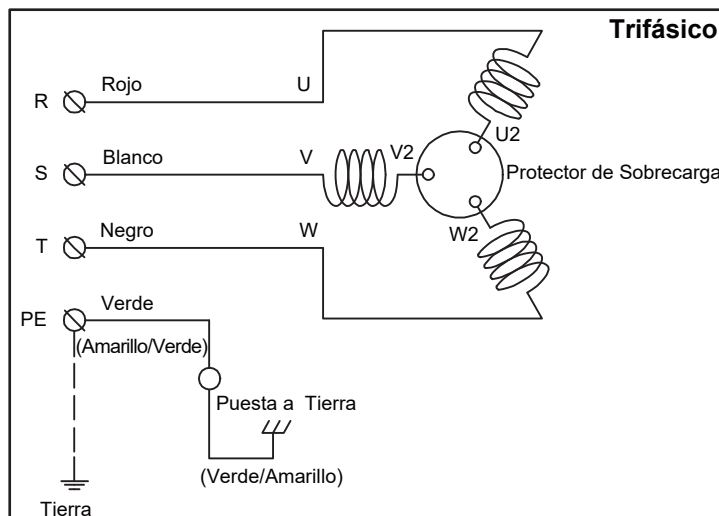 Trifásico
R Rojo U
U2
S Blanco V V2
Protector de Sobrecarga
T Negro W W2
PE Verde
(Amarillo/Verde)
Puesta a Tierra
(Verde/Amarillo)
Tierra